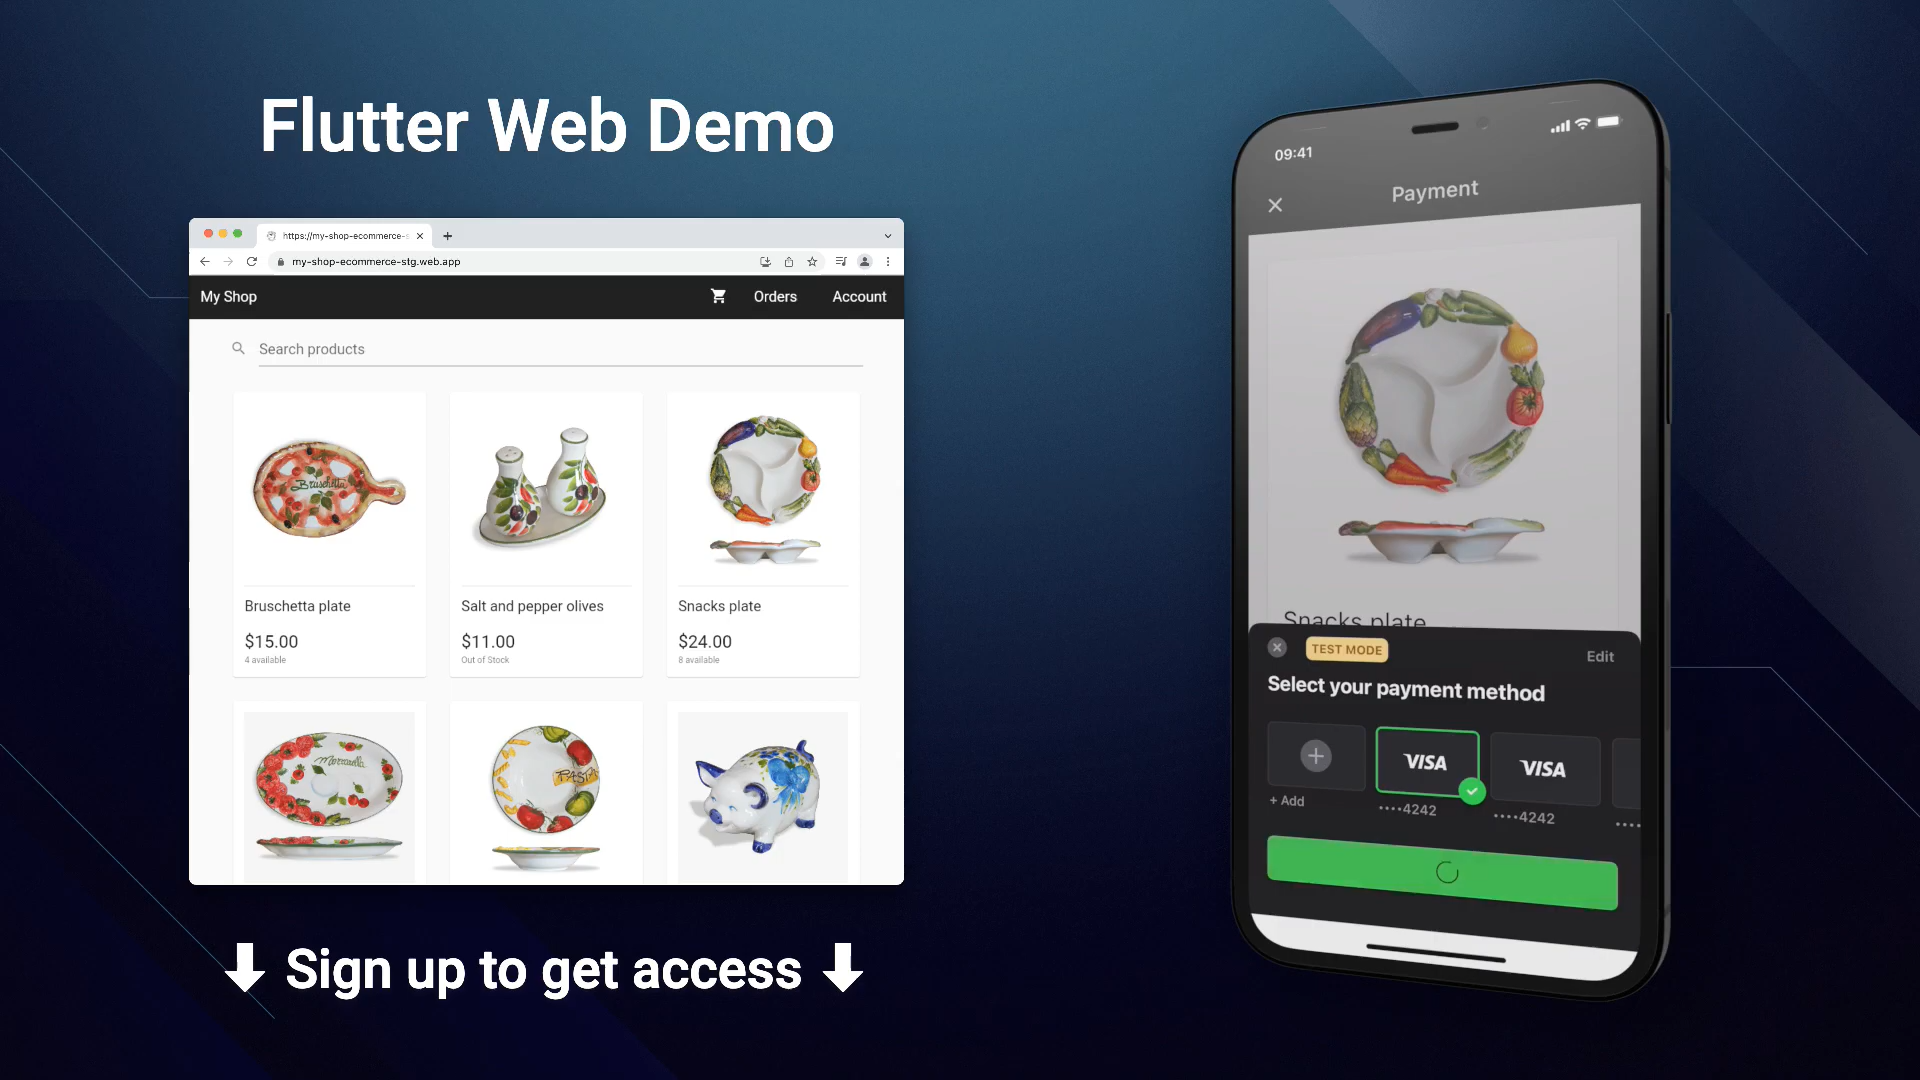 Flutter Web Demo
https://my-shop-ecommerce-s
my-shop-ecommerce-stg.web.app
My Shop
Orders
Account
Search products
Bruschetta
Bruschetta plate
$15.00
4 available
Salt and pepper olives
$11.00
Out of Stock
Snacks plate
$24.00
8 available
Mozzarella
PASTA
Sign up to get access
09:41
Payment
Snacks plate
TEST MODE
Edit
Select your payment method
VISA
VISA
+ Add
••••4242
••••4242
••••